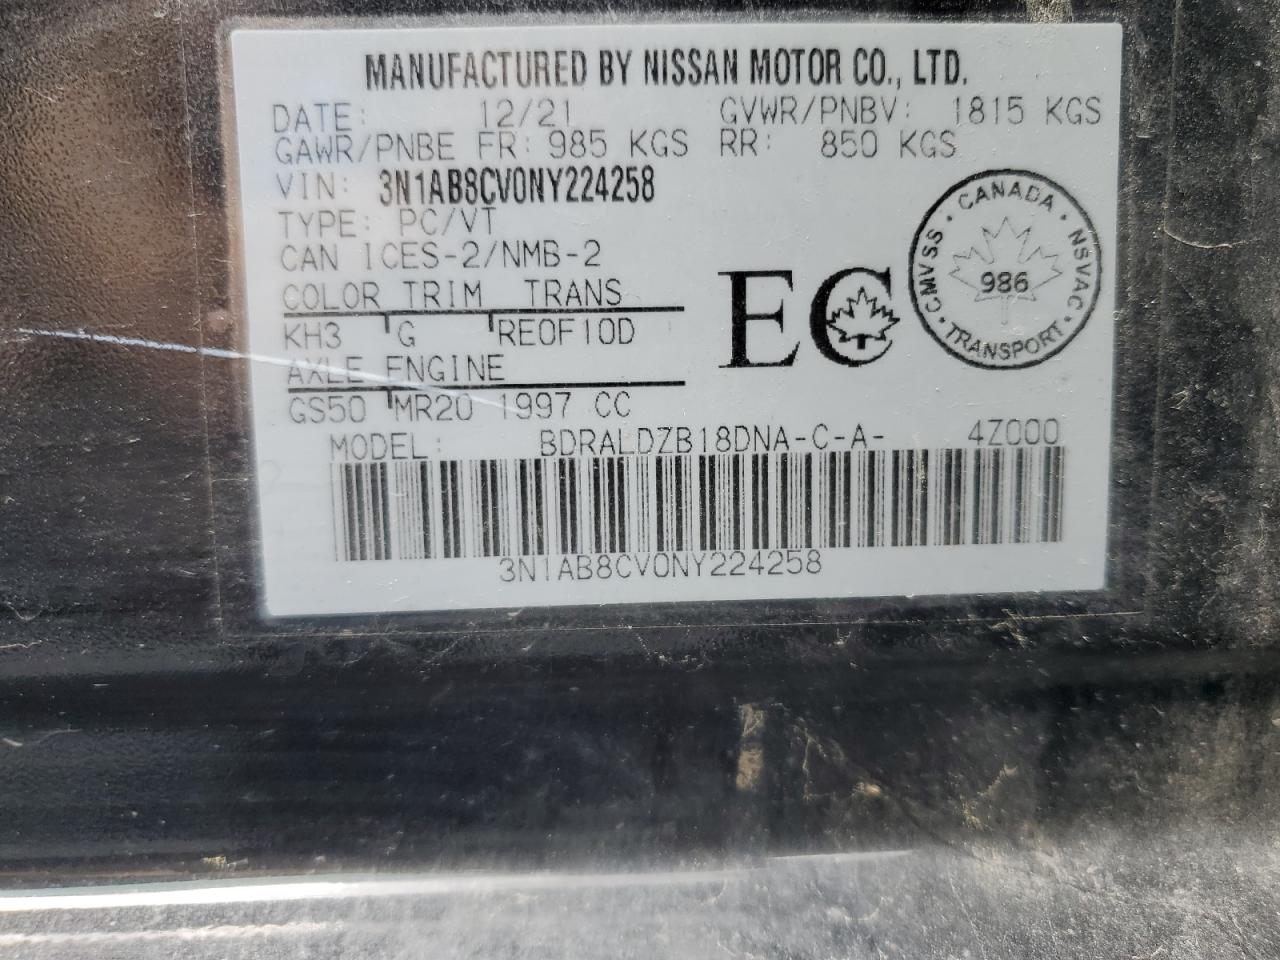 MANUFACTURED BY NISSAN MOTOR CO., LTD.
DATE: 12/21 GVWR/PNBV: 1815 KGS
GAWR/PNBE FR: 985 KGS RR: 850 KGS
VIN: 3N1AB8CV0NY224258
TYPE: PC/VT
CAN ICES-2/NMB-2
COLOR TRIM TRANS
KH3 G RE0F10D
AXLE ENGINE
GS50 MR20 1997 CC
MODEL: BDRALDZB18DNA-C-A- 4Z000
3N1AB8CV0NY224258
EC
CMVSS · CANADA · NSVAC · TRANSPORT ·
986